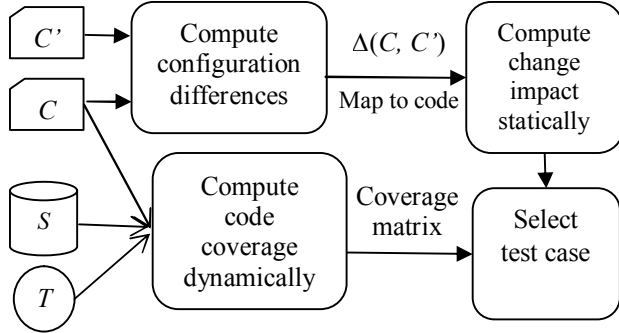 C’
Compute
configuration
differences
Δ(C, C’)
Map to code
Compute
change
impact
statically
C
S
T
Compute
code
coverage
dynamically
Coverage
matrix
Select
test case